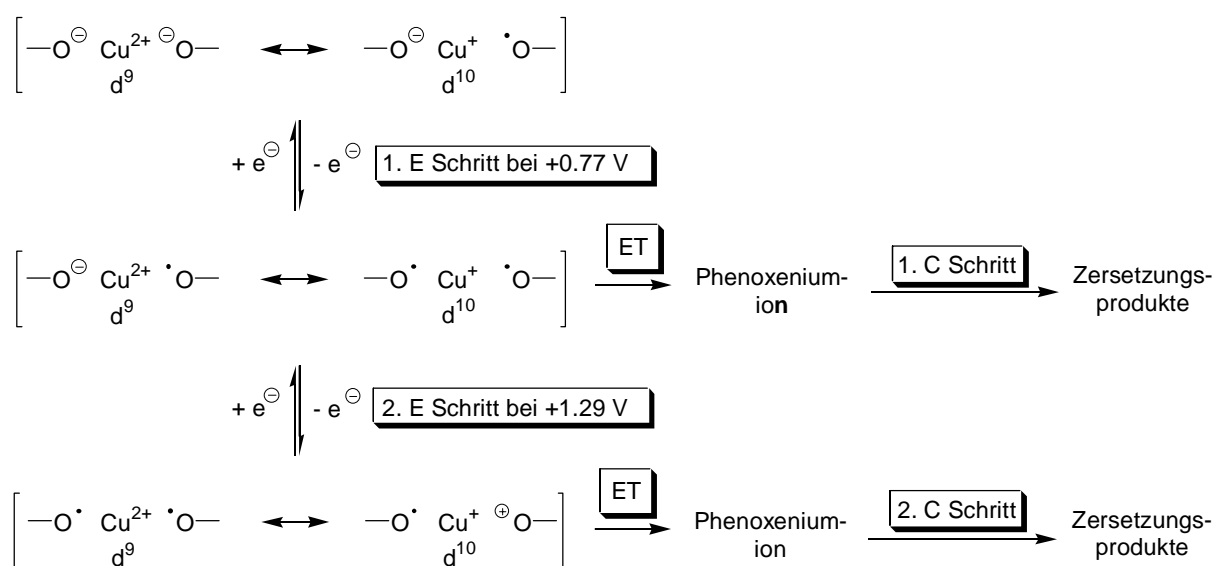 [ —O⊖ Cu2+ ⊖O— ↔ —O⊖ Cu+ •O— ]
d9 d10
+ e⊖ - e⊖ 1. E Schritt bei +0.77 V
[ —O⊖ Cu2+ •O— ↔ —O• Cu+ •O— ] ET Phenoxenium- 1. C Schritt Zersetzungs-
d9 d10 ion produkte
+ e⊖ - e⊖ 2. E Schritt bei +1.29 V
[ —O• Cu2+ •O— ↔ —O• Cu+ ⊕O— ] ET Phenoxenium- 2. C Schritt Zersetzungs-
d9 d10 ion produkte